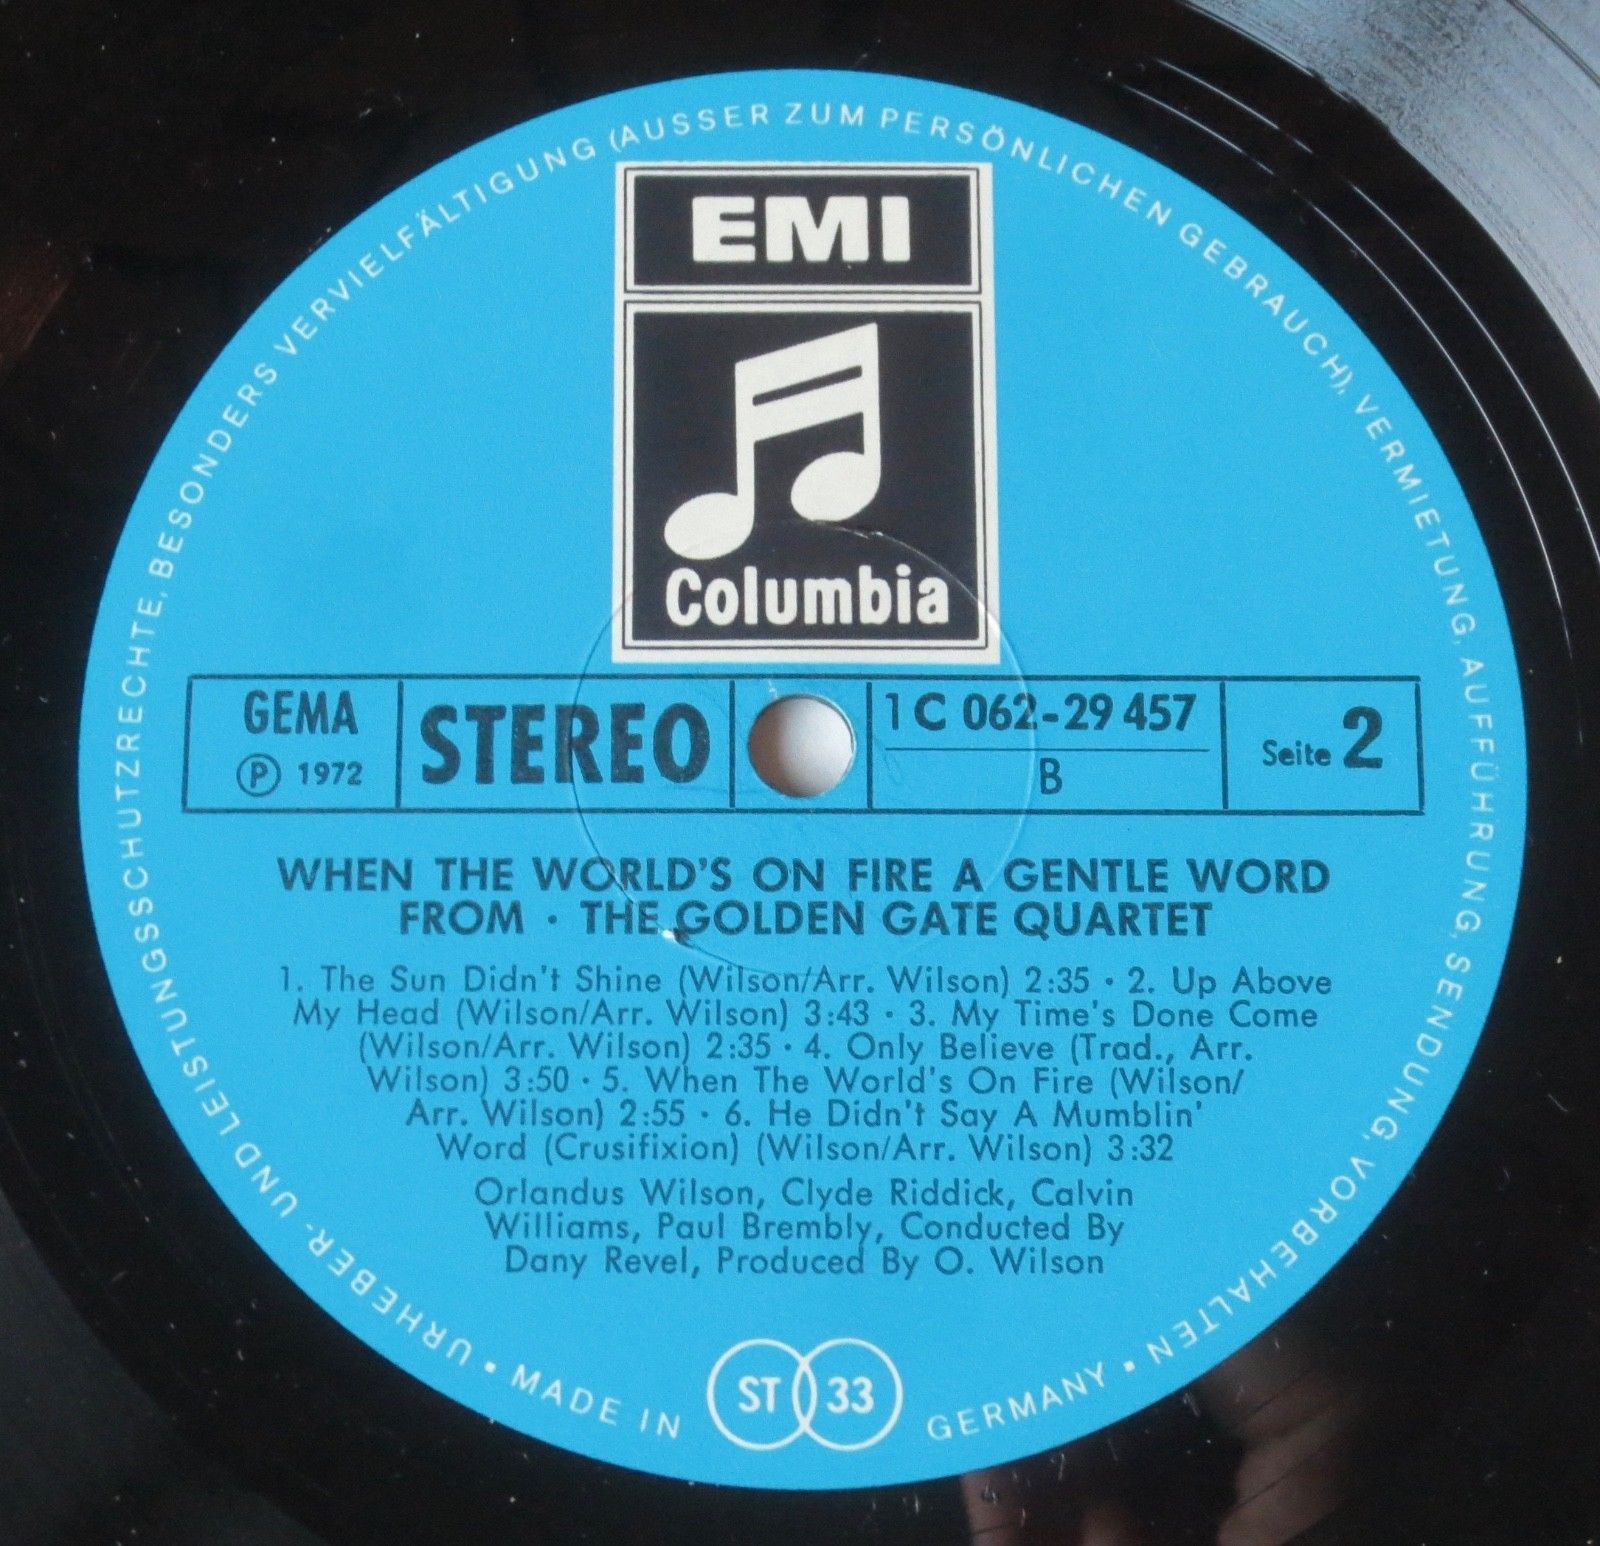 URHEBER- UND LEISTUNGSSCHUTZRECHTE, BESONDERS VERVIELFÄLTIGUNG (AUSSER ZUM PERSÖNLICHEN GEBRAUCH), VERMIETUNG, AUFFÜHRUNG, SENDUNG, VORBEHALTEN •
EMI
Columbia
GEMA
Ⓟ 1972
STEREO
1 C 062-29 457
B
Seite 2
WHEN THE WORLD'S ON FIRE A GENTLE WORD
FROM · THE GOLDEN GATE QUARTET
1. The Sun Didn't Shine (Wilson/Arr. Wilson) 2:35 · 2. Up Above
My Head (Wilson/Arr. Wilson) 3:43 · 3. My Time's Done Come
(Wilson/Arr. Wilson) 2:35 · 4. Only Believe (Trad., Arr.
Wilson) 3:50 · 5. When The World's On Fire (Wilson/
Arr. Wilson) 2:55 · 6. He Didn't Say A Mumblin'
Word (Crusifixion) (Wilson/Arr. Wilson) 3:32
Orlandus Wilson, Clyde Riddick, Calvin
Williams, Paul Brembly, Conducted By
Dany Revel, Produced By O. Wilson
• MADE IN GERMANY
ST 33